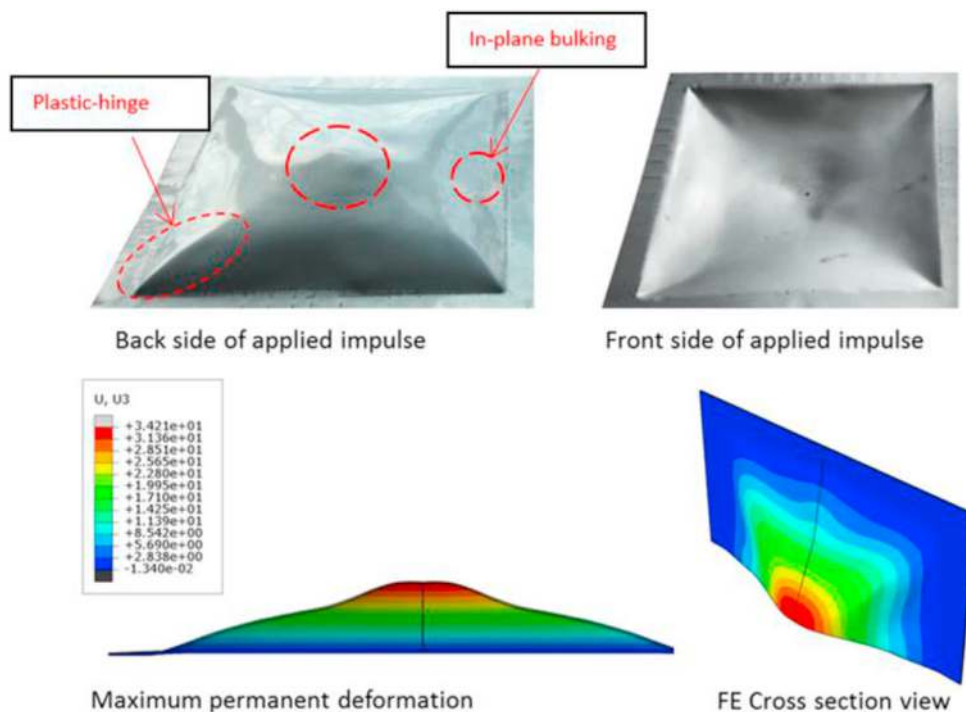 In-plane bulking
Plastic-hinge
Back side of applied impulse
Front side of applied impulse
U, U3
+3.421e+01
+3.136e+01
+2.851e+01
+2.565e+01
+2.280e+01
+1.995e+01
+1.710e+01
+1.425e+01
+1.139e+01
+8.542e+00
+5.690e+00
+2.838e+00
-1.340e-02
Maximum permanent deformation
FE Cross section view